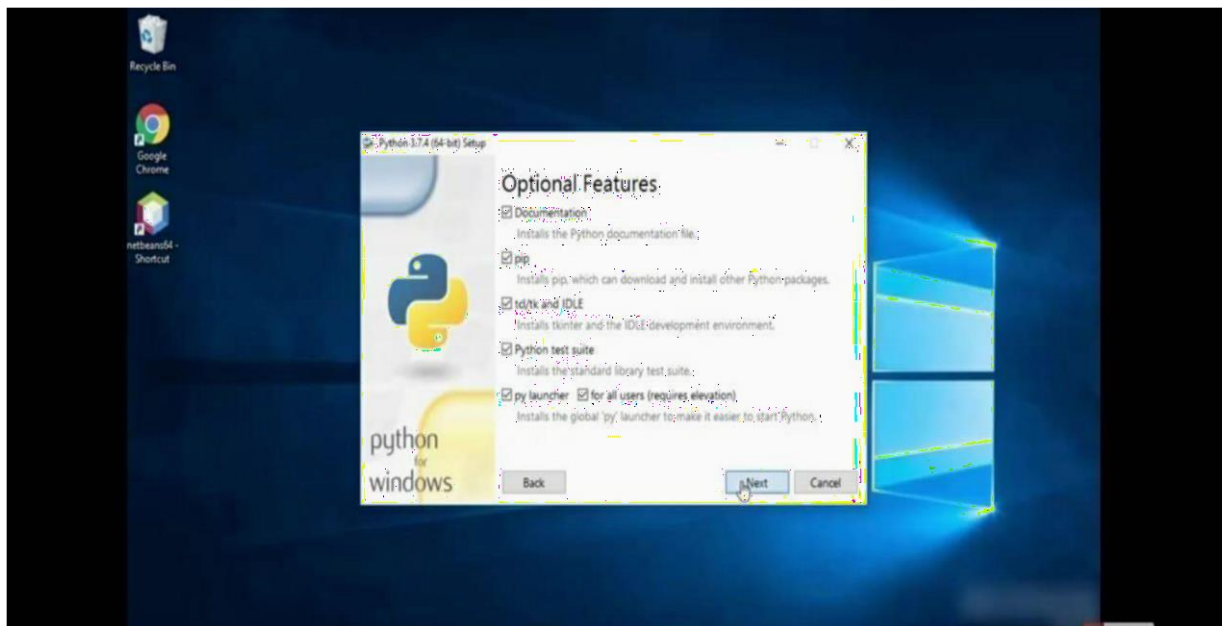 Recycle Bin
Google
Chrome
netbeans64 -
Shortcut
Python 3.7.4 (64-bit) Setup
Optional Features
Documentation
Installs the Python documentation file.
pip
Installs pip, which can download and install other Python packages.
tcl/tk and IDLE
Installs tkinter and the IDLE development environment.
Python test suite
Installs the standard library test suite.
py launcher for all users (requires elevation)
Installs the global 'py' launcher to make it easier to start Python.
python
for
windows
Back Next Cancel